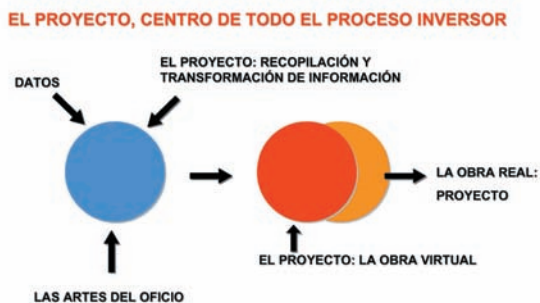 EL PROYECTO, CENTRO DE TODO EL PROCESO INVERSOR
EL PROYECTO: RECOPILACIÓN Y
TRANSFORMACIÓN DE INFORMACIÓN
DATOS
LA OBRA REAL:
PROYECTO
EL PROYECTO: LA OBRA VIRTUAL
LAS ARTES DEL OFICIO